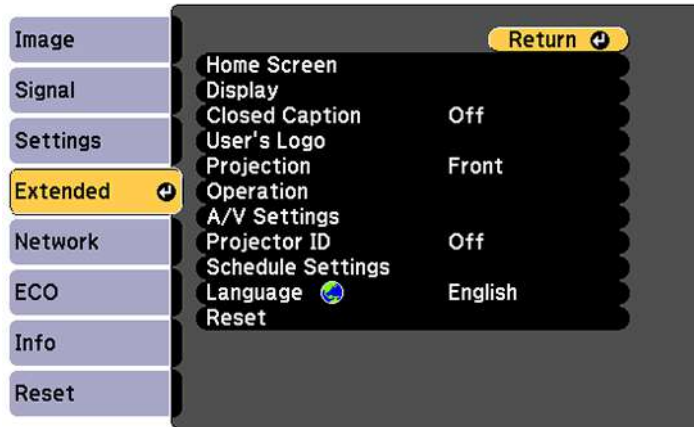 Image
Signal
Settings
Extended
Network
ECO
Info
Reset
Return
Home Screen
Display
Closed Caption Off
User's Logo
Projection Front
Operation
A/V Settings
Projector ID Off
Schedule Settings
Language English
Reset